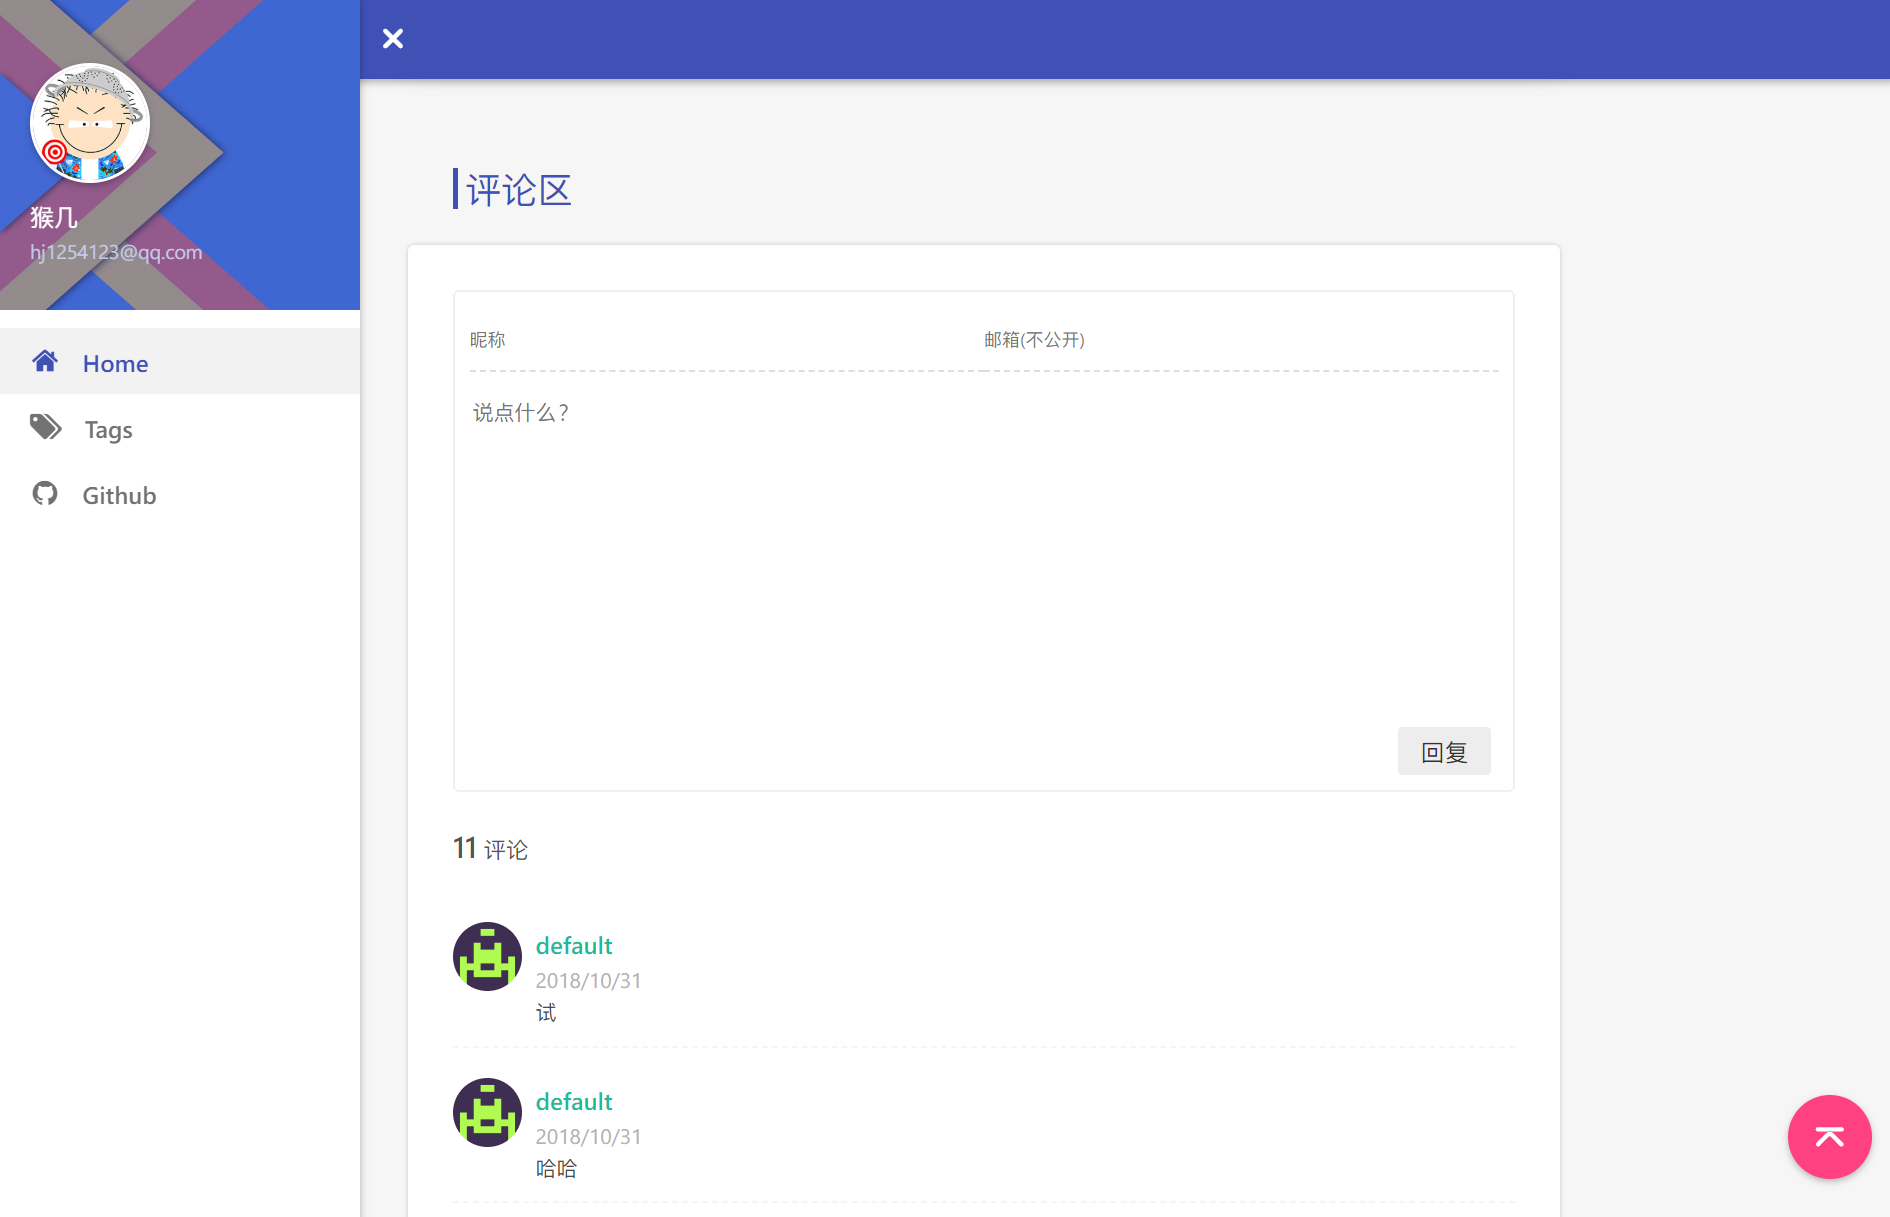 猴几
hj1254123@qq.com
Home
Tags
Github
评论区
昵称
邮箱(不公开)
说点什么?
回复
11 评论
default
2018/10/31
试
default
2018/10/31
哈哈